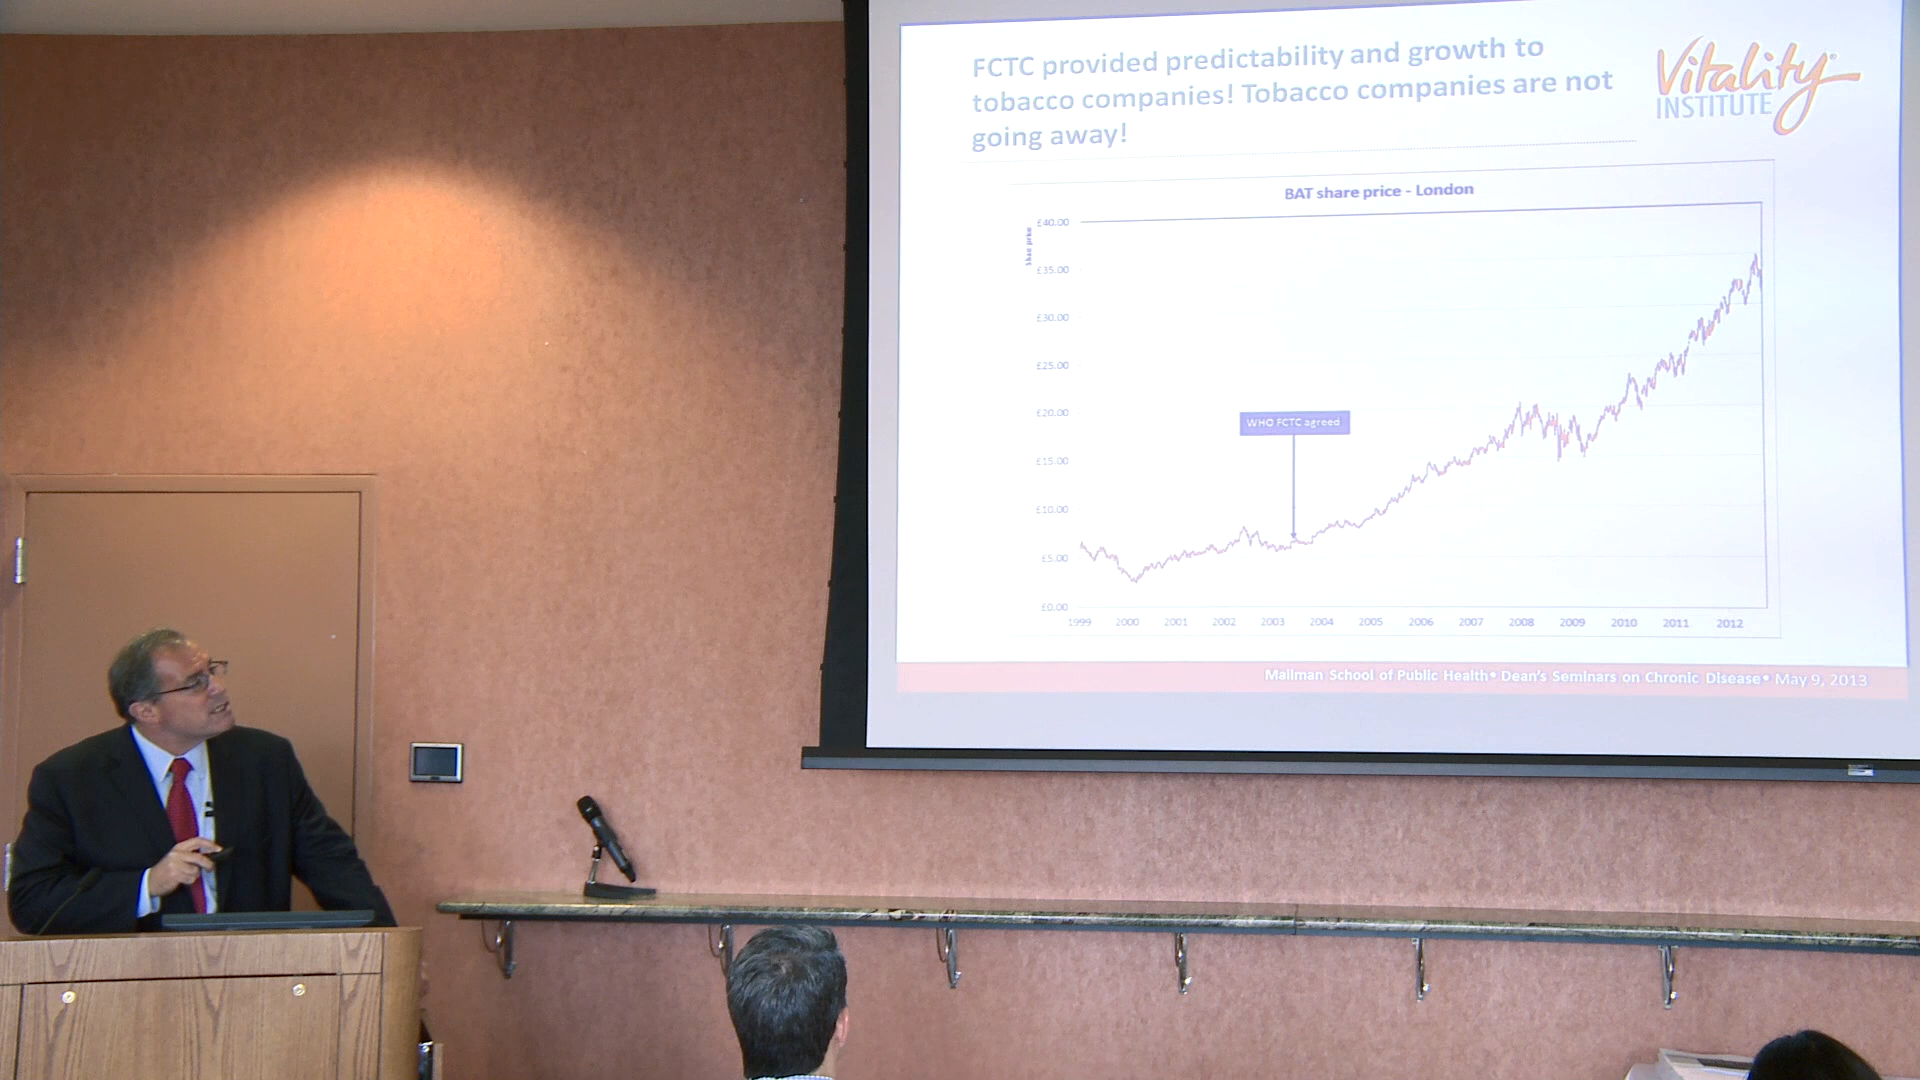 FCTC provided predictability and growth to
tobacco companies! Tobacco companies are not
going away!
Vitality
INSTITUTE
BAT share price - London
Share price
£40.00
£35.00
£30.00
£25.00
£20.00
£15.00
£10.00
£5.00
£0.00
WHO FCTC agreed
1999 2000 2001 2002 2003 2004 2005 2006 2007 2008 2009 2010 2011 2012
Mailman School of Public Health• Dean's Seminars on Chronic Disease• May 9, 2013